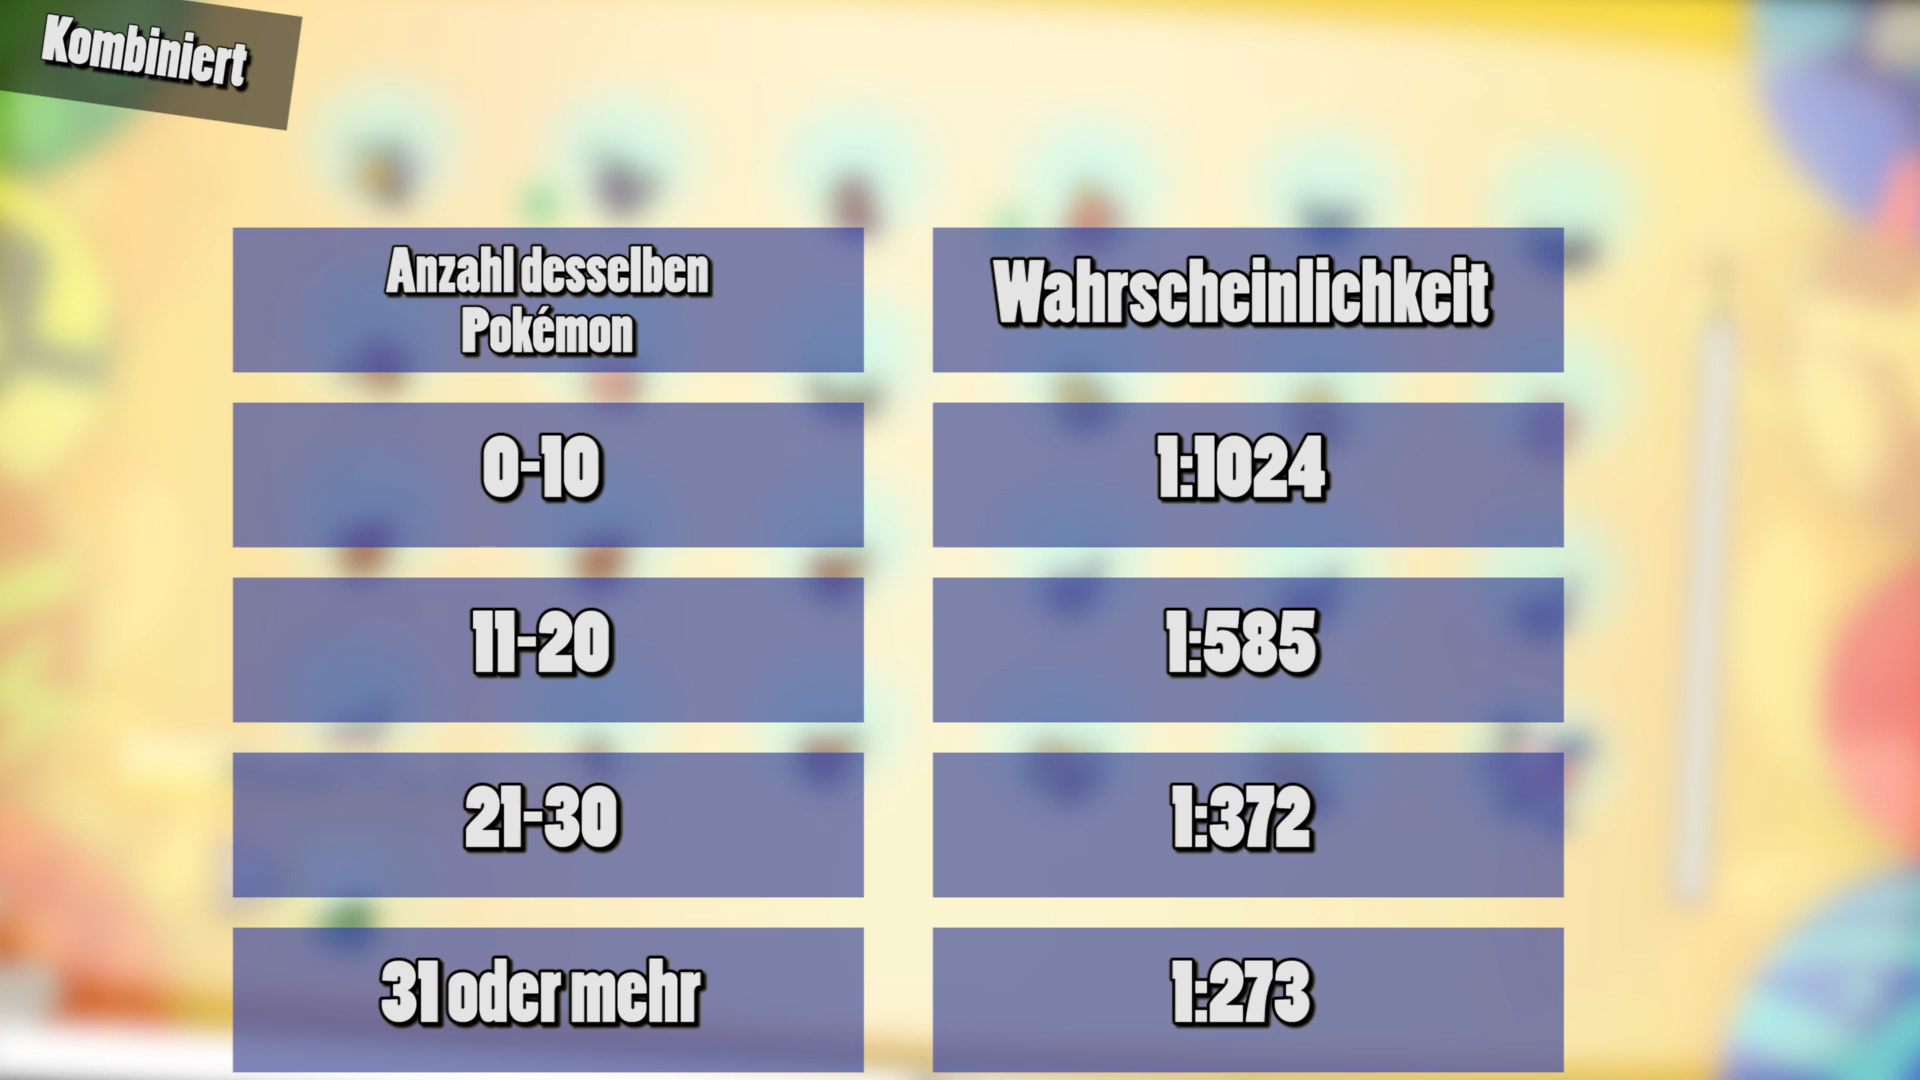 Kombiniert
Anzahl desselben
Pokémon
Wahrscheinlichkeit
0-10
1:1024
11-20
1:585
21-30
1:372
31 oder mehr
1:273